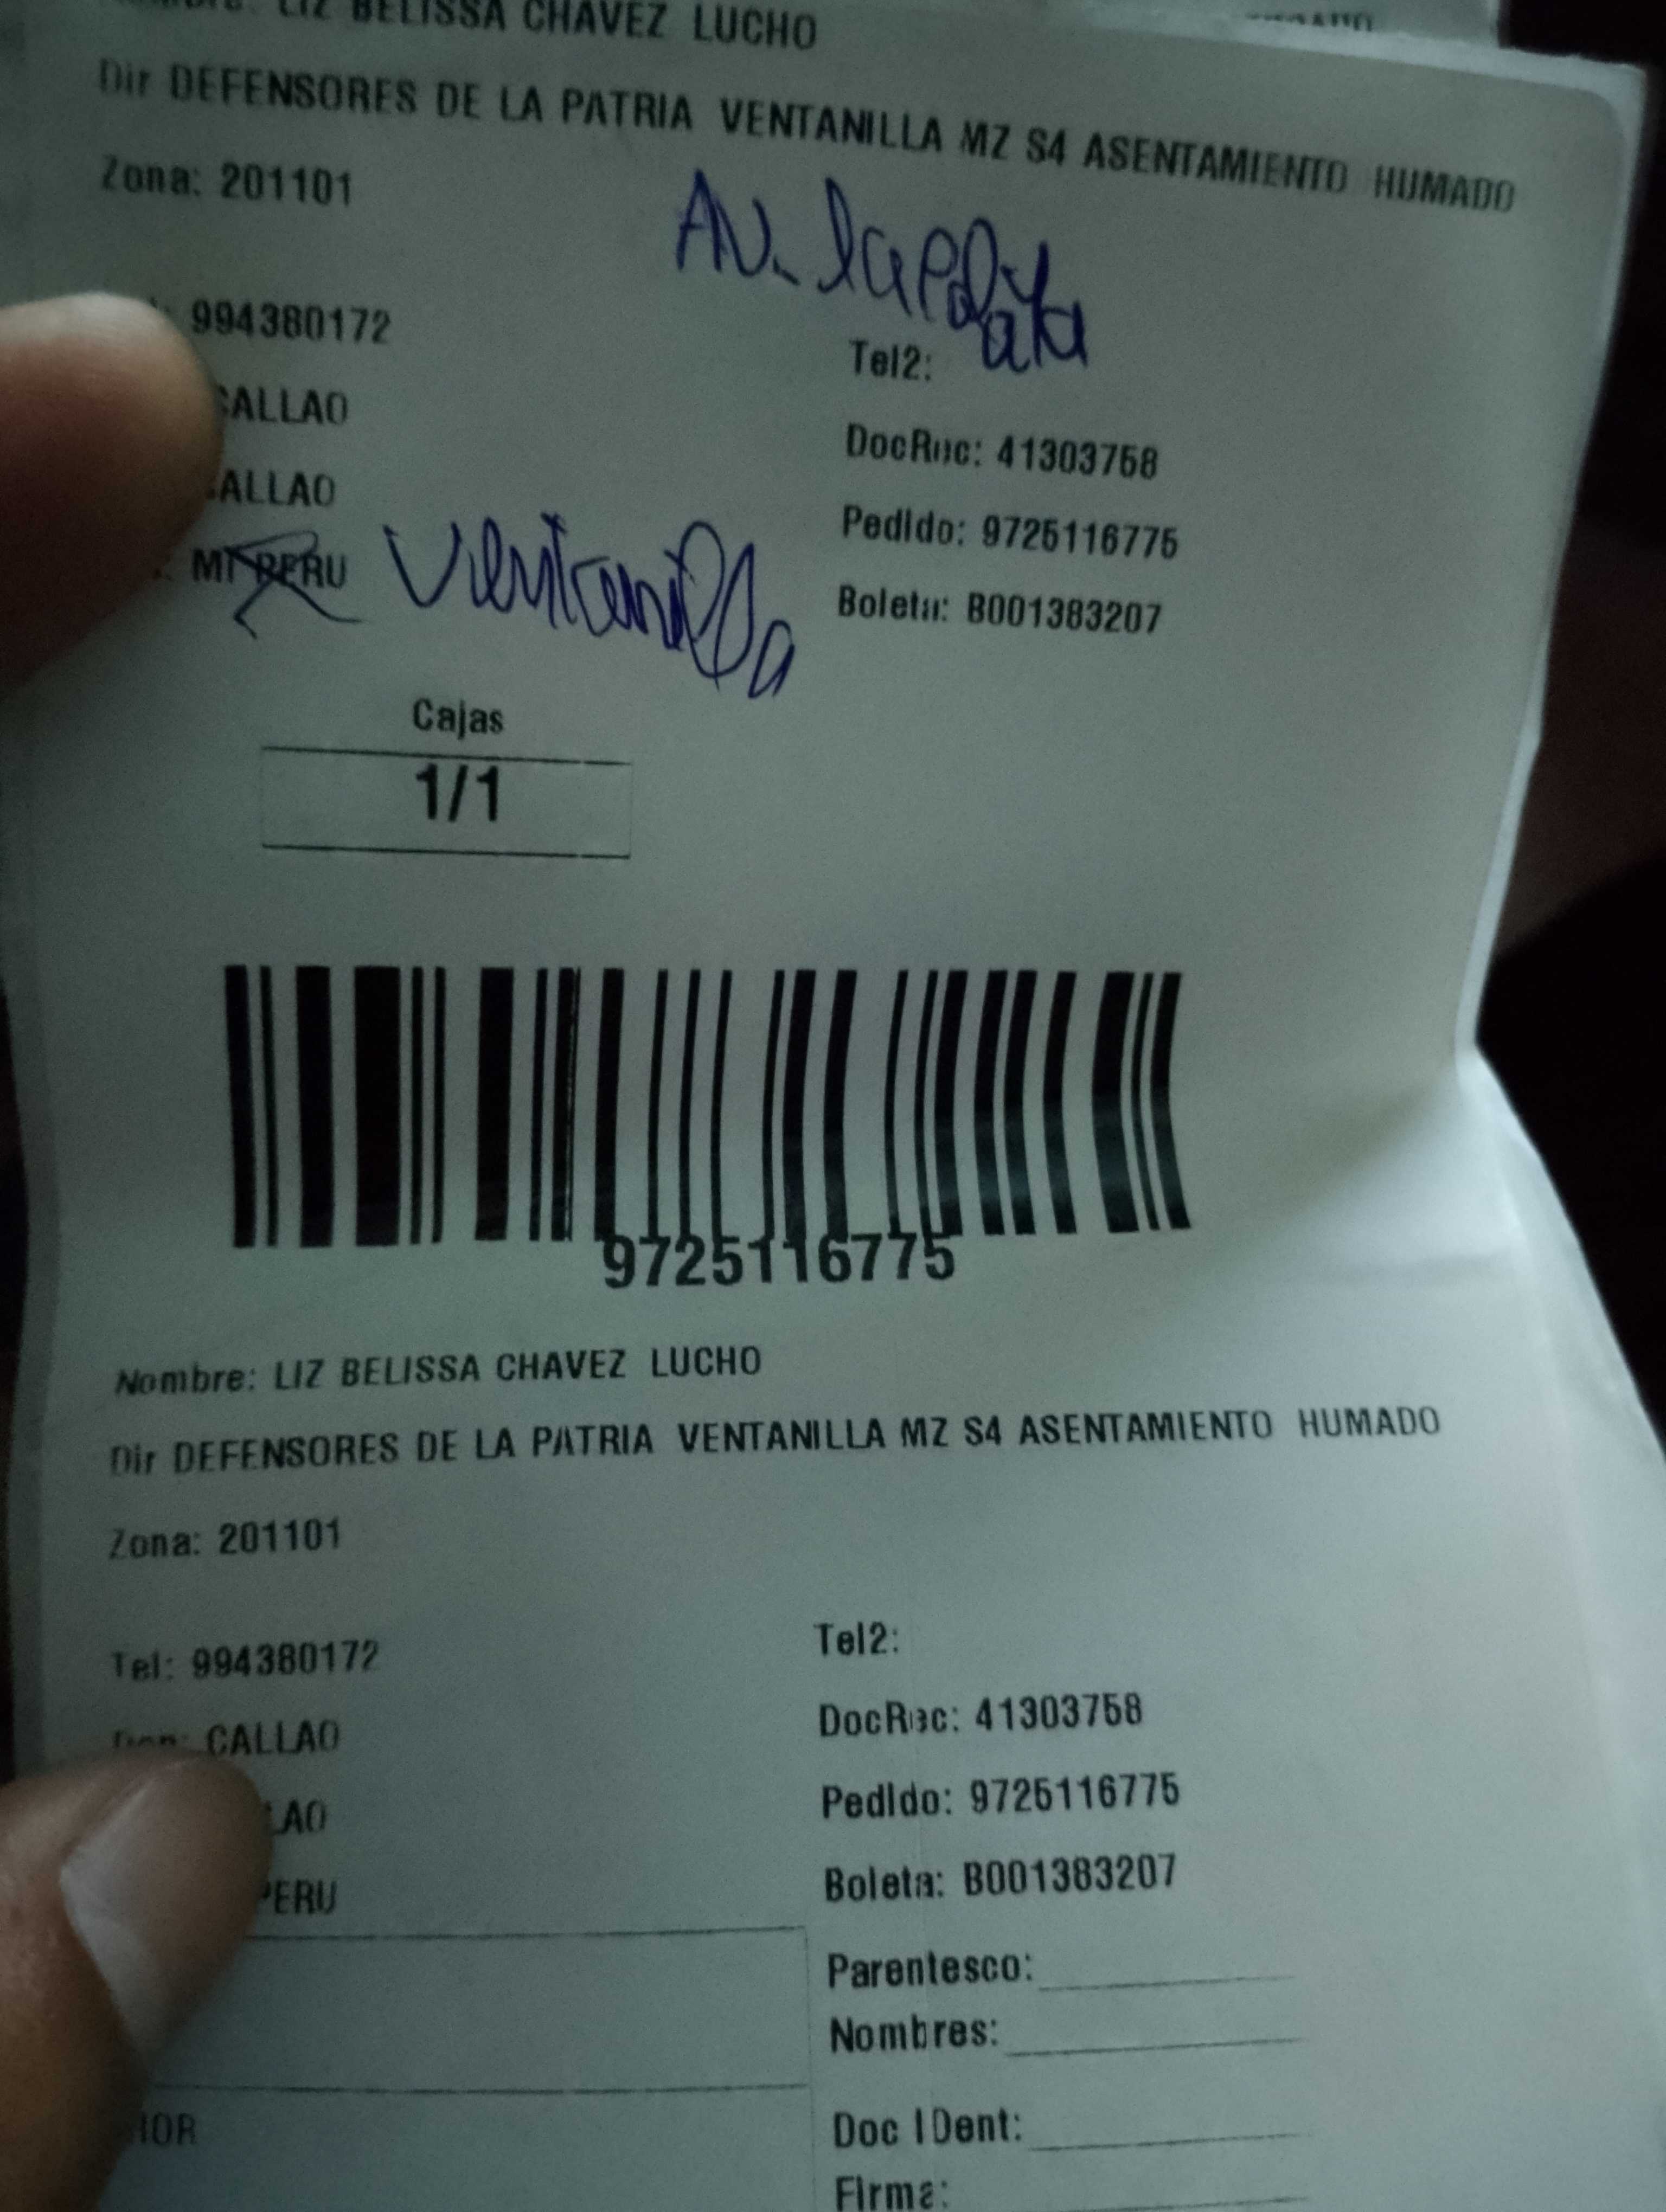 LIZ BELISSA CHAVEZ LUCHO
Dir DEFENSORES DE LA PATRIA VENTANILLA MZ S4 ASENTAMIENTO HUMADO
Zona: 201101
Av.
994380172
Tel2:
CALLAO
DocRec: 41303758
CALLAO
Pedido: 9725116775
MI PERU Ventanilla
Boleta: B001383207
Cajas
1/1
9725116775
Nombre: LIZ BELISSA CHAVEZ LUCHO
Dir DEFENSORES DE LA PATRIA VENTANILLA MZ S4 ASENTAMIENTO HUMADO
Zona: 201101
Tel: 994380172
Tel2:
Dep: CALLAO
DocRec: 41303758
LAO
Pedido: 9725116775
PERU
Boleta: B001383207
Parentesco:
Nombres:
HOR
Doc IDent:
Firma: